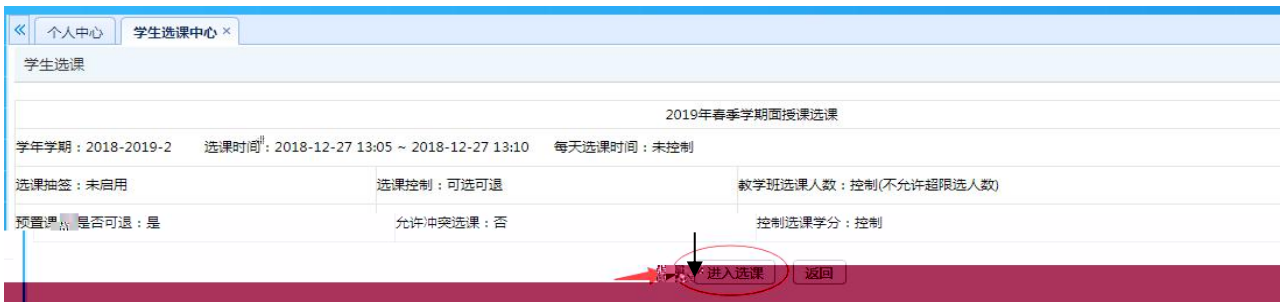 个人中心 学生选课中心 ×
学生选课
2019年春季学期面授课选课
学年学期：2018-2019-2 选课时间：2018-12-27 13:05 ~ 2018-12-27 13:10 每天选课时间：未控制
选课抽签：未启用 选课控制：可选可退 教学班选课人数：控制(不允许超限选人数)
预置课 是否可退：是 允许冲突选课：否 控制选课学分：控制
进入选课 返回